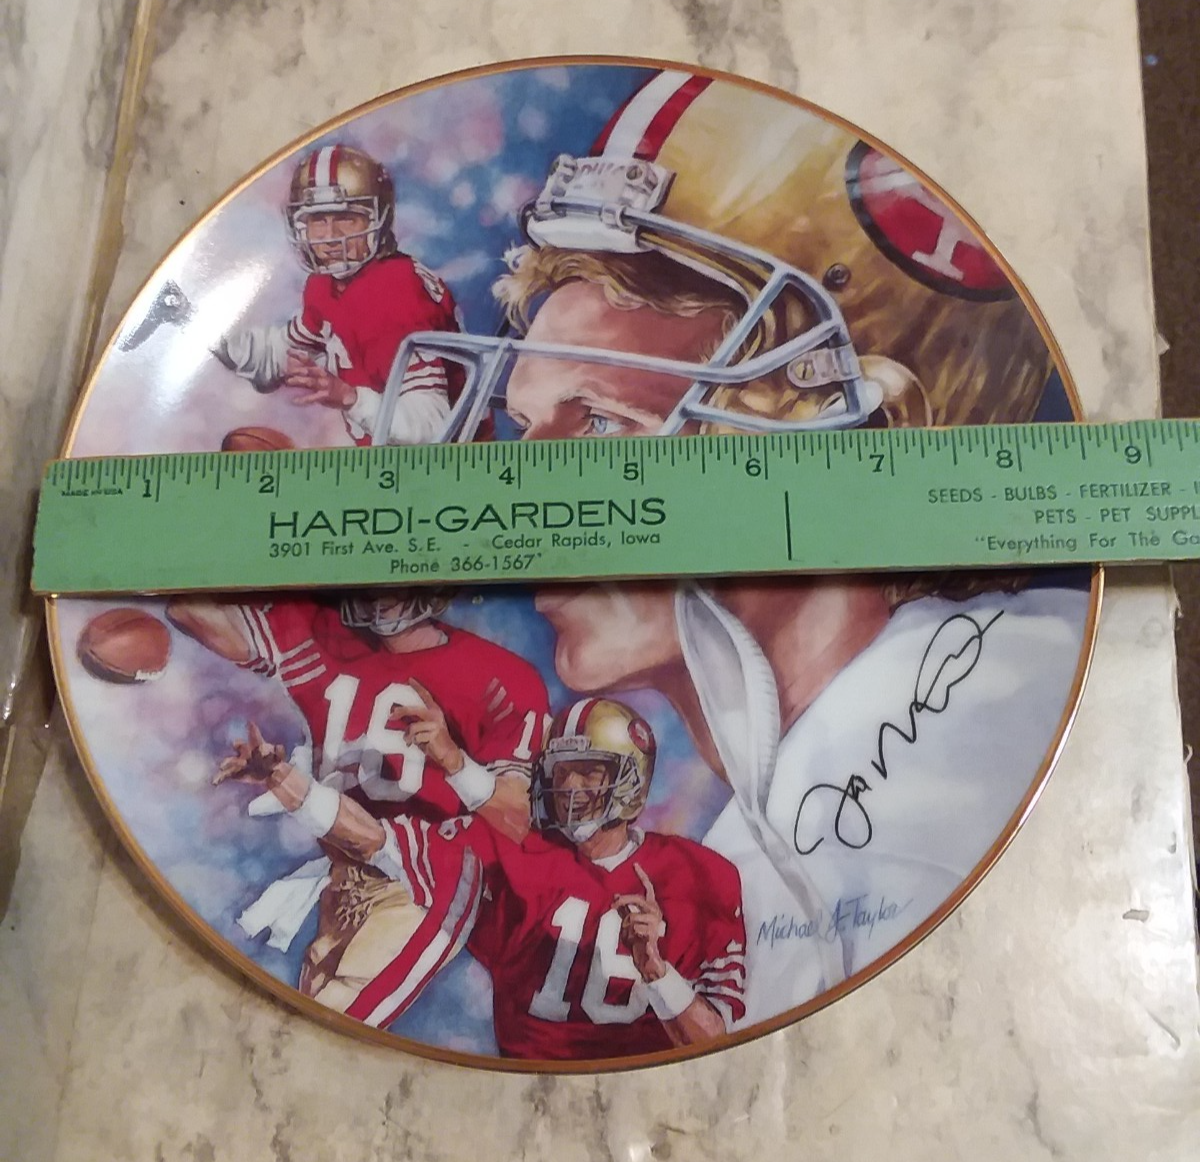 1 2 3 4 5 6 7 8 9
MADE IN USA
HARDI-GARDENS
3901 First Ave. S.E. - Cedar Rapids, Iowa
Phone 366-1567
SEEDS - BULBS - FERTILIZER -
PETS - PET SUPPL
"Everything For The Ga
16
1
16
Michael J. Taylor